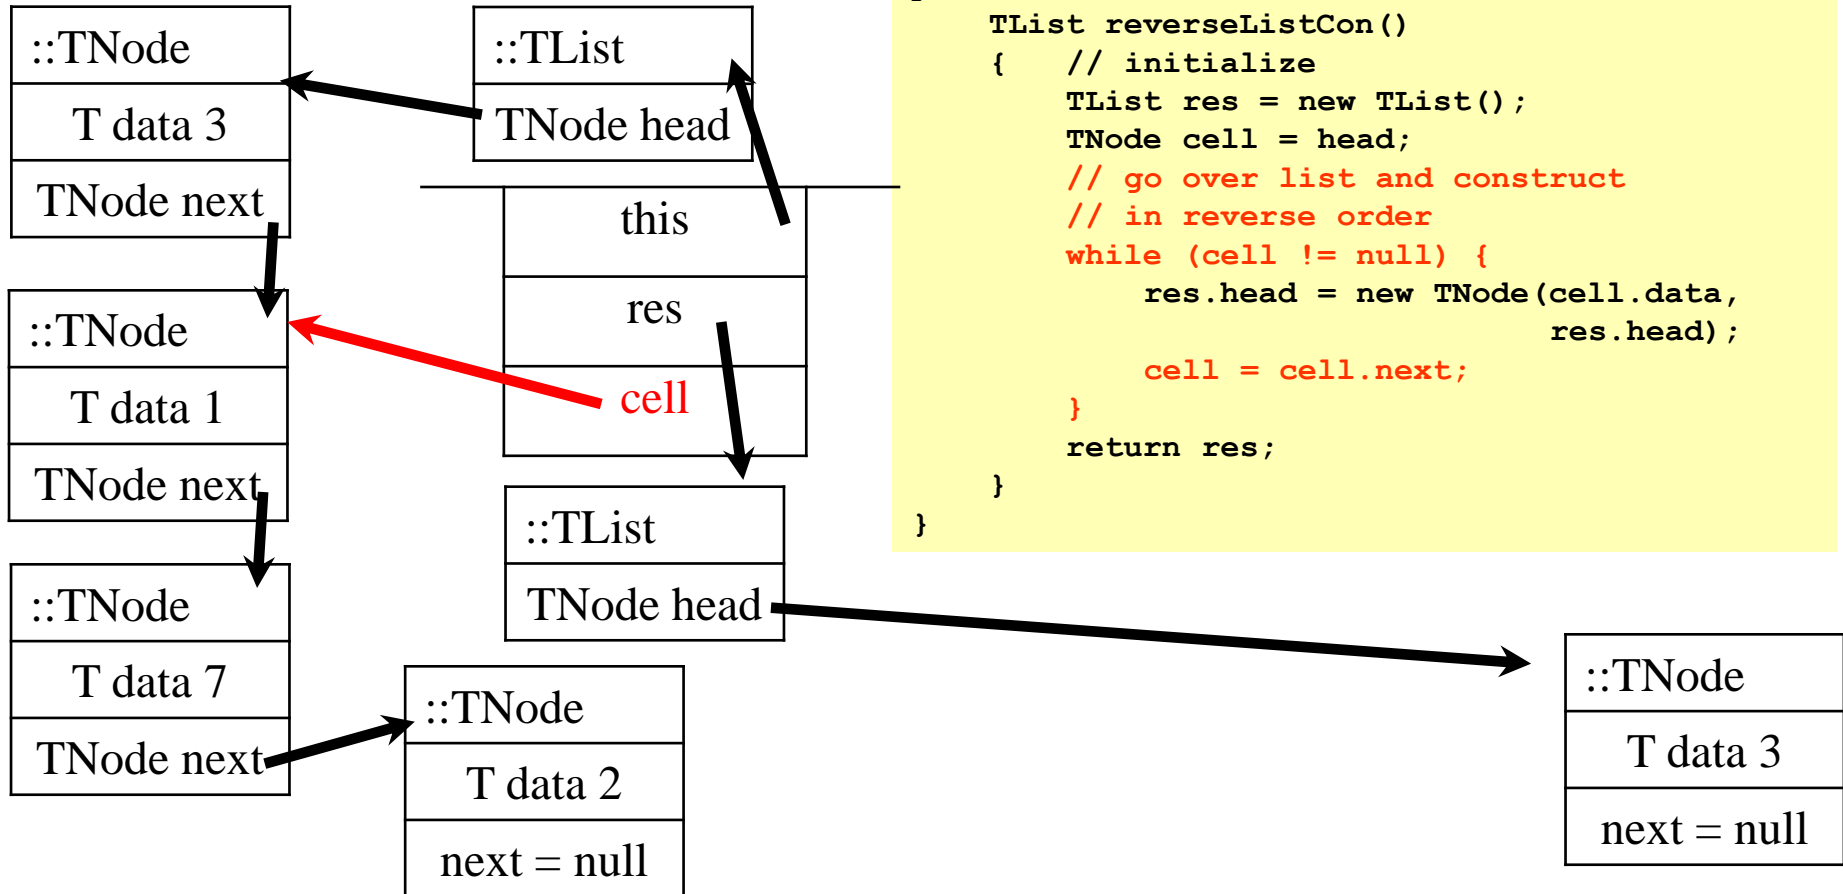 ::TNode
T data 3
TNode next
::TList
TNode head
this
res
cell
::TNode
T data 1
TNode next
::TList
TNode head
::TNode
T data 7
TNode next
::TNode
T data 2
next = null
::TNode
T data 3
next = null
TList reverseListCon()
{ // initialize
TList res = new TList();
TNode cell = head;
// go over list and construct
// in reverse order
while (cell != null) {
res.head = new TNode(cell.data,
res.head);
cell = cell.next;
}
return res;
}
}